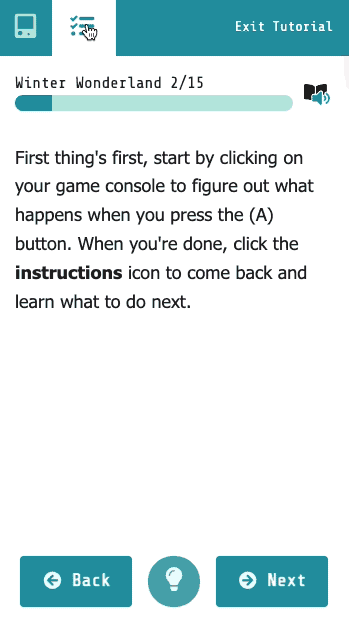 Exit Tutorial
Winter Wonderland 2/15
First thing's first, start by clicking on
your game console to figure out what
happens when you press the (A)
button. When you're done, click the
instructions icon to come back and
learn what to do next.
Back
Next